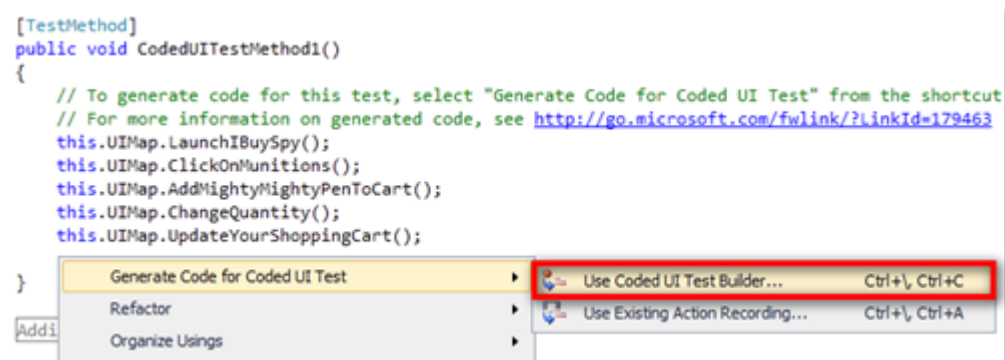 [TestMethod]
public void CodedUITestMethod1()
{
// To generate code for this test, select "Generate Code for Coded UI Test" from the shortcut
// For more information on generated code, see http://go.microsoft.com/fwlink/?LinkId=179463
this.UIMap.LaunchIBuySpy();
this.UIMap.ClickOnMunitions();
this.UIMap.AddMightyMightyPenToCart();
this.UIMap.ChangeQuantity();
this.UIMap.UpdateYourShoppingCart();
}
Generate Code for Coded UI Test
Use Coded UI Test Builder... Ctrl+\, Ctrl+C
Refactor
Use Existing Action Recording... Ctrl+\, Ctrl+A
Addi
Organize Usings